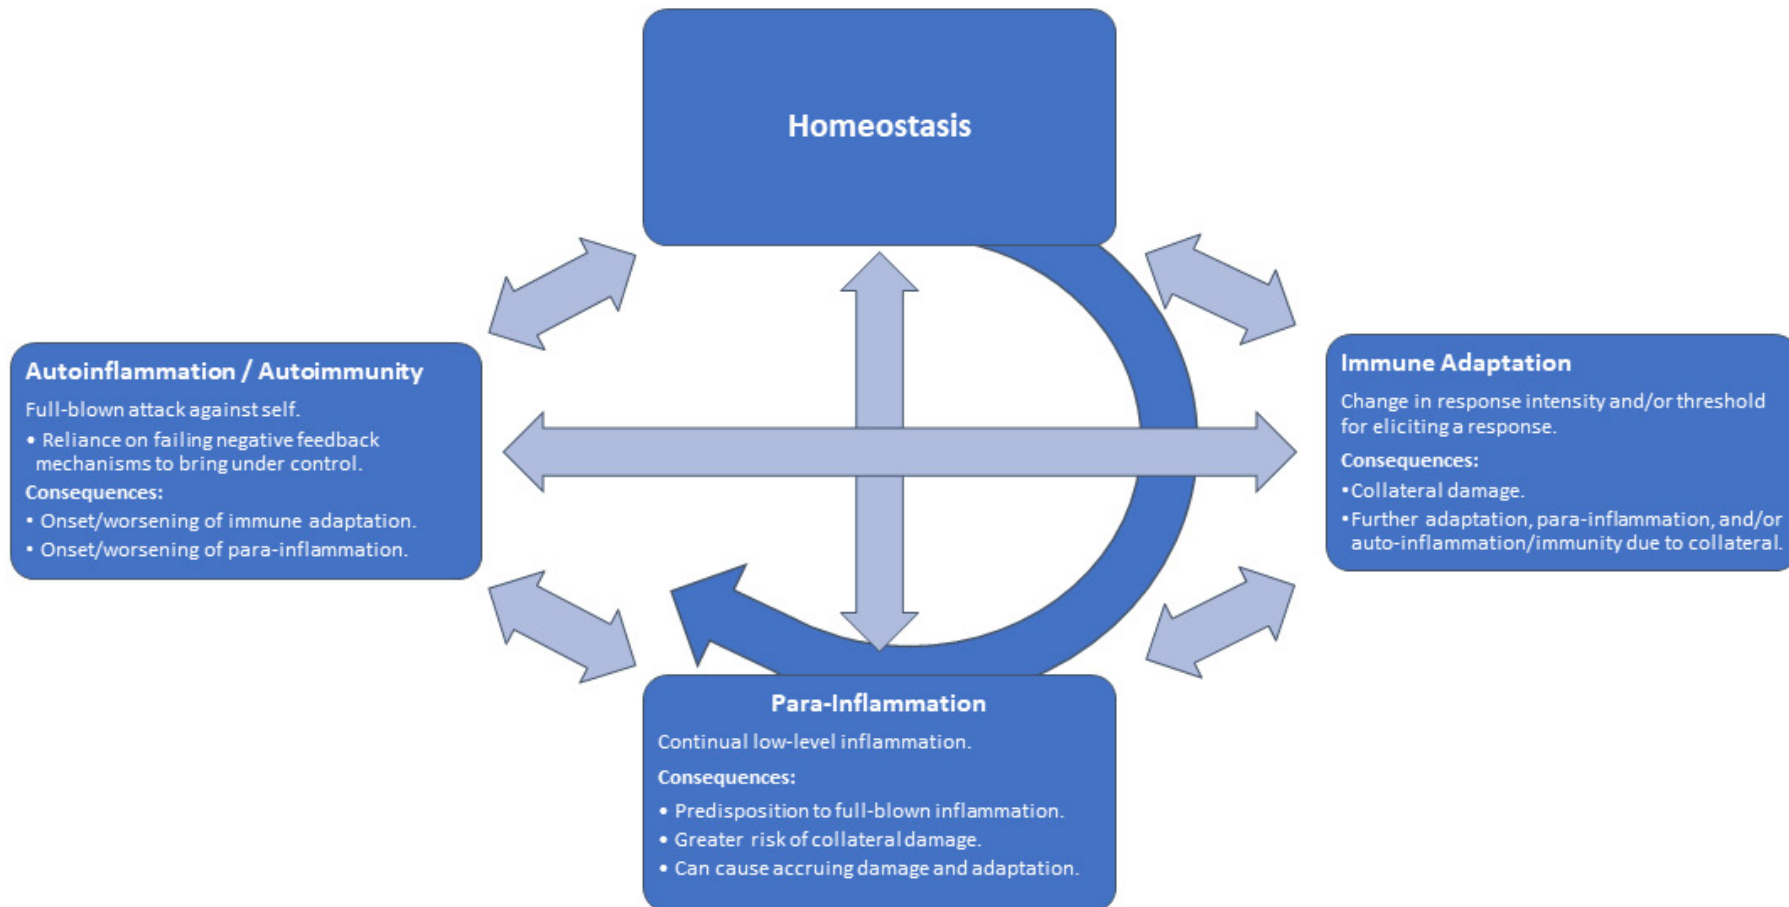 Homeostasis
Autoinflammation / Autoimmunity
Full-blown attack against self.
• Reliance on failing negative feedback
mechanisms to bring under control.
Consequences:
• Onset/worsening of immune adaptation.
• Onset/worsening of para-inflammation.
Immune Adaptation
Change in response intensity and/or threshold
for eliciting a response.
Consequences:
•Collateral damage.
•Further adaptation, para-inflammation, and/or
auto-inflammation/immunity due to collateral.
Para-Inflammation
Continual low-level inflammation.
Consequences:
• Predisposition to full-blown inflammation.
• Greater risk of collateral damage.
• Can cause accruing damage and adaptation.